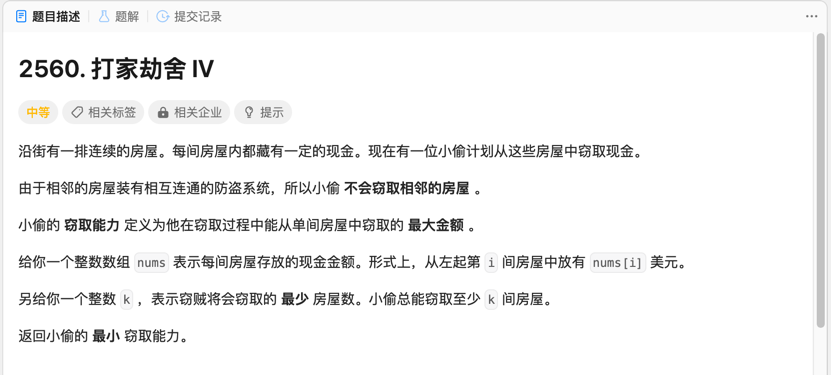 题目描述 题解 提交记录
2560. 打家劫舍 IV
中等 相关标签 相关企业 提示
沿街有一排连续的房屋。每间房屋内都藏有一定的现金。现在有一位小偷计划从这些房屋中窃取现金。
由于相邻的房屋装有相互连通的防盗系统，所以小偷 不会窃取相邻的房屋 。
小偷的 窃取能力 定义为他在窃取过程中能从单间房屋中窃取的 最大金额 。
给你一个整数数组 nums 表示每间房屋存放的现金金额。形式上，从左起第 i 间房屋中放有 nums[i] 美元。
另给你一个整数 k ，表示窃贼将会窃取的 最少 房屋数。小偷总能窃取至少 k 间房屋。
返回小偷的 最小 窃取能力。